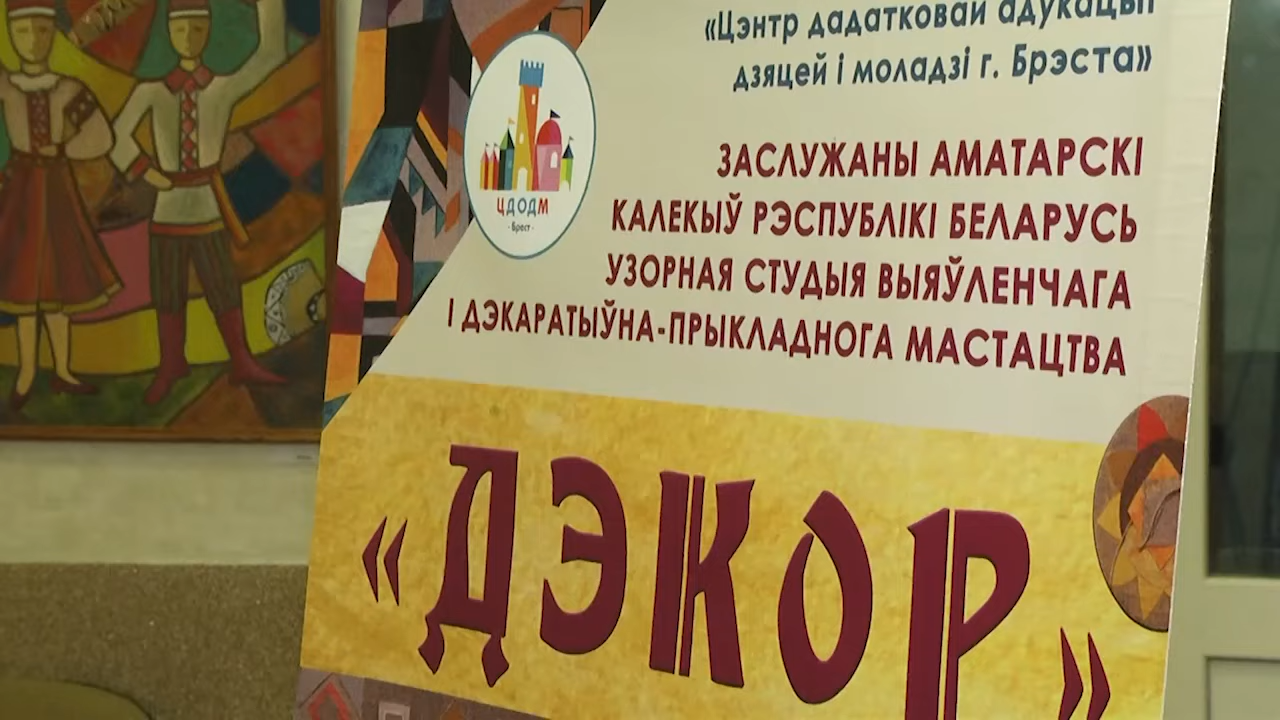 «Цэнтр дадатковай адукацыі
дзяцей і моладзі г. Брэста»
ЦДОДМ
- Брест -
ЗАСЛУЖАНЫ АМАТАРСКІ
КАЛЕКЫЎ РЭСПУБЛІКІ БЕЛАРУСЬ
УЗОРНАЯ СТУДЫЯ ВЫЯЎЛЕНЧАГА
І ДЭКАРАТЫЎНА-ПРЫКЛАДНОГА МАСТАЦТВА
«ДЭКОР»